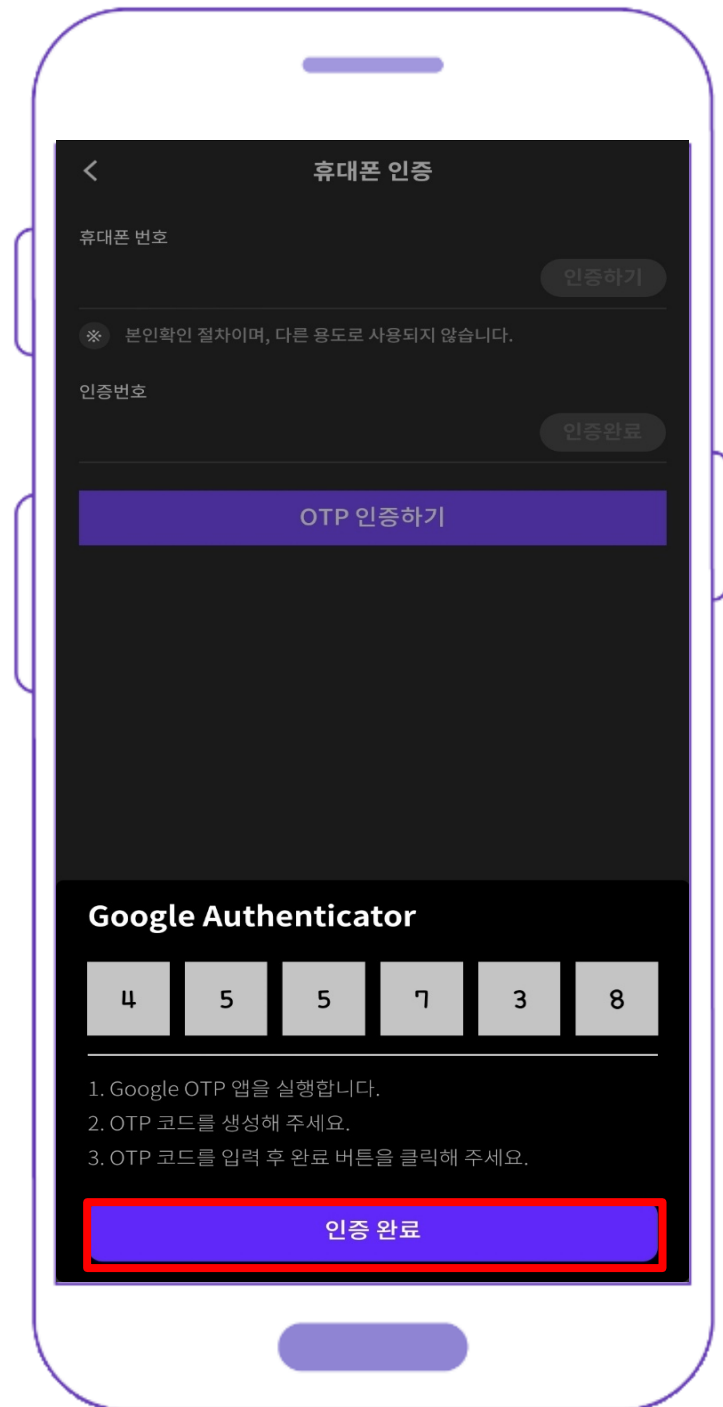 휴대폰 인증
휴대폰 번호
인증하기
※ 본인확인 절차이며, 다른 용도로 사용되지 않습니다.
인증번호
인증완료
OTP 인증하기
Google Authenticator
4 5 5 7 3 8
1. Google OTP 앱을 실행합니다.
2. OTP 코드를 생성해 주세요.
3. OTP 코드를 입력 후 완료 버튼을 클릭해 주세요.
인증 완료